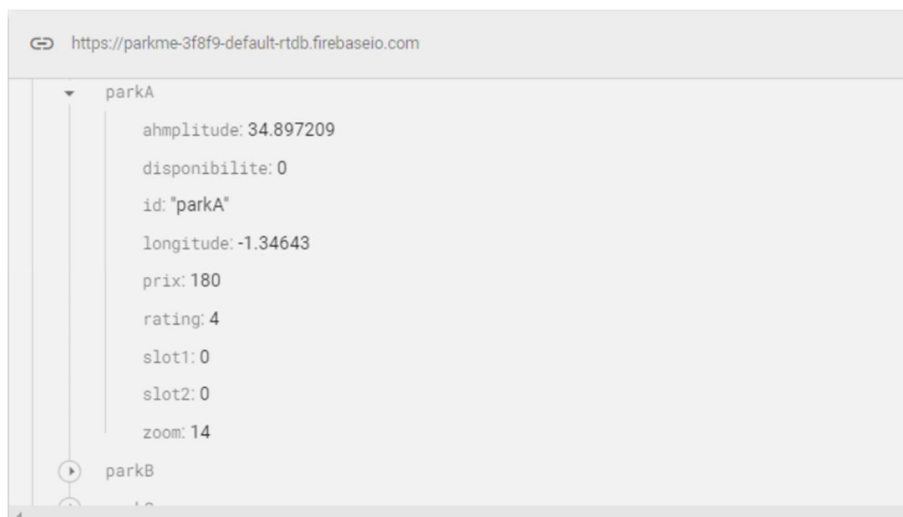 https://parkme-3f8f9-default-rtdb.firebaseio.com
parkA
ahmplitude: 34.897209
disponibilite: 0
id: "parkA"
longitude: -1.34643
prix: 180
rating: 4
slot1: 0
slot2: 0
zoom: 14
parkB